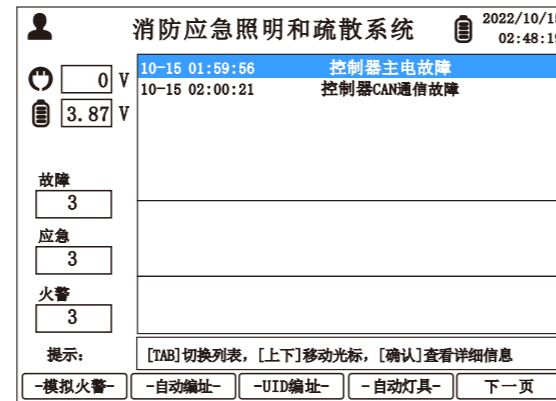 消防应急照明和疏散系统
2022/10/15
02:48:19
0 V
3.87 V
10-15 01:59:56 控制器主电故障
10-15 02:00:21 控制器CAN通信故障
故障
3
应急
3
火警
3
提示: [TAB]切换列表, [上下]移动光标, [确认]查看详细信息
-模拟火警- -自动编址- -UID编址- -自动灯具- 下一页